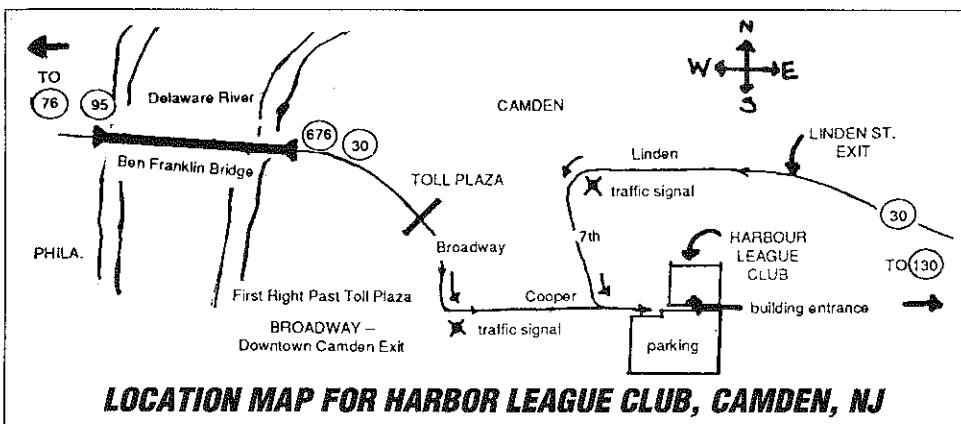 N
W E
S
TO
76
95
Delaware River
CAMDEN
676
30
LINDEN ST.
EXIT
Ben Franklin Bridge
Linden
TOLL PLAZA
traffic signal
30
7th
PHILA.
Broadway
HARBOUR
LEAGUE
CLUB
TO 130
First Right Past Toll Plaza
Cooper
building entrance
BROADWAY –
Downtown Camden Exit
traffic signal
parking
LOCATION MAP FOR HARBOR LEAGUE CLUB, CAMDEN, NJ